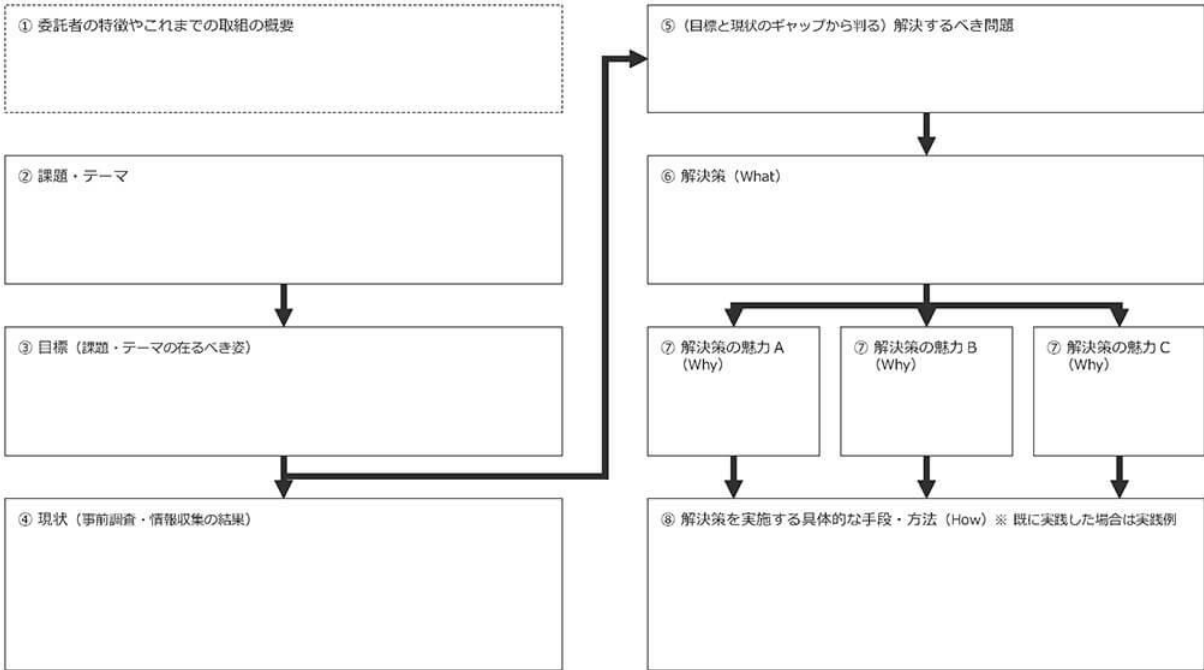 ① 委託者の特徴やこれまでの取組の概要
② 課題・テーマ
③ 目標（課題・テーマの在るべき姿）
④ 現状（事前調査・情報収集の結果）
⑤（目標と現状のギャップから判る）解決するべき問題
⑥ 解決策（What）
⑦ 解決策の魅力 A
（Why）
⑦ 解決策の魅力 B
（Why）
⑦ 解決策の魅力 C
（Why）
⑧ 解決策を実施する具体的な手段・方法（How）※ 既に実践した場合は実践例